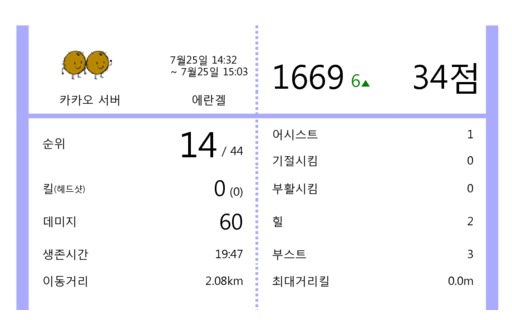 7월25일 14:32
~ 7월25일 15:03
카카오 서버
에란겔
1669 6▲
34점
순위 14 / 44
킬(헤드샷) 0 (0)
데미지 60
생존시간 19:47
이동거리 2.08km
어시스트 1
기절시킴 0
부활시킴 0
힐 2
부스트 3
최대거리킬 0.0m